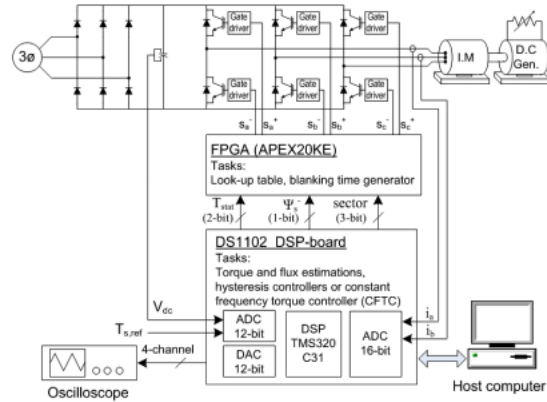 Gate driver
Gate driver
Gate driver
3ø
I.M
D.C
Gen.
Gate driver
Gate driver
Gate driver
Sa- Sa+ Sb- Sb+ Sc- Sc+
FPGA (APEX20KE)
Tasks:
Look-up table, blanking time generator
Tstat Ψs- sector
(2-bit) (1-bit) (3-bit)
DS1102 DSP-board
Tasks:
Torque and flux estimations,
hysteresis controllers or constant
frequency torque controller (CFTC)
Vdc
Ts,ref
ADC
12-bit
DAC
12-bit
DSP
TMS320
C31
ADC
16-bit
ia
ib
4-channel
Oscilloscope
Host computer